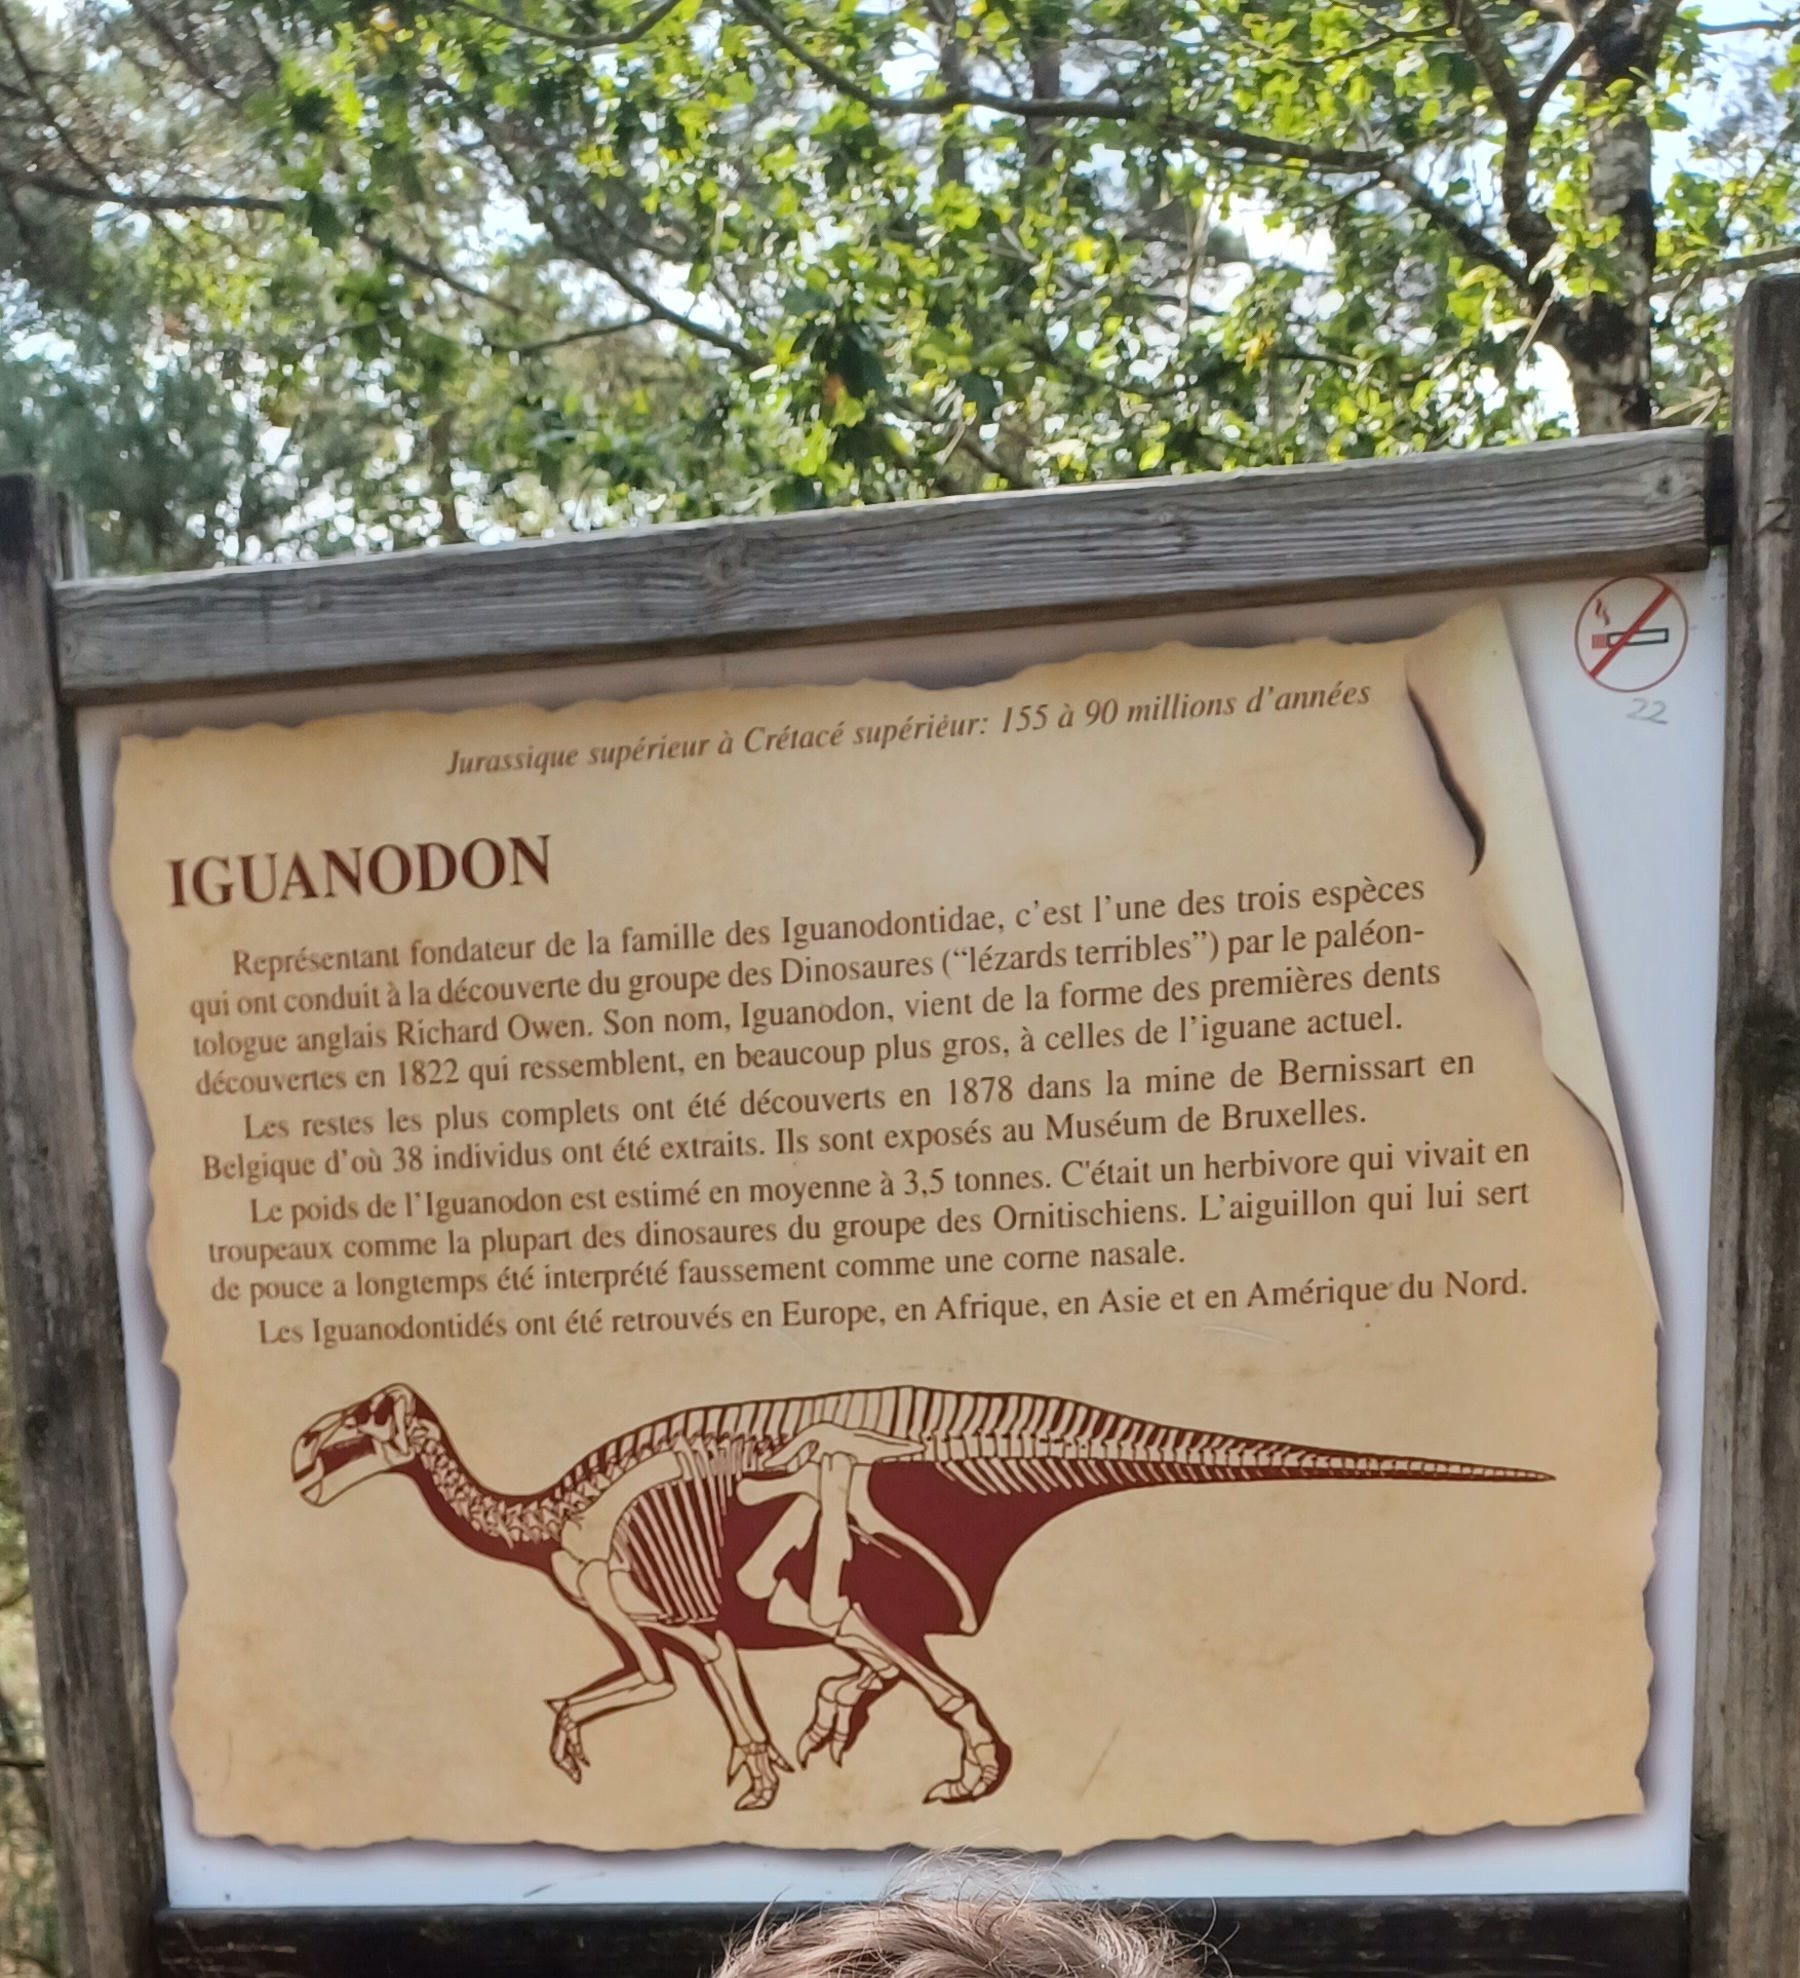 22
Jurassique supérieur à Crétacé supérieur: 155 à 90 millions d'années
IGUANODON
Représentant fondateur de la famille des Iguanodontidae, c'est l'une des trois espèces
qui ont conduit à la découverte du groupe des Dinosaures (“lézards terribles”) par le paléon-
tologue anglais Richard Owen. Son nom, Iguanodon, vient de la forme des premières dents
découvertes en 1822 qui ressemblent, en beaucoup plus gros, à celles de l'iguane actuel.
Les restes les plus complets ont été découverts en 1878 dans la mine de Bernissart en
Belgique d'où 38 individus ont été extraits. Ils sont exposés au Muséum de Bruxelles.
Le poids de l'Iguanodon est estimé en moyenne à 3,5 tonnes. C'était un herbivore qui vivait en
troupeaux comme la plupart des dinosaures du groupe des Ornitischiens. L'aiguillon qui lui sert
de pouce a longtemps été interprété faussement comme une corne nasale.
Les Iguanodontidés ont été retrouvés en Europe, en Afrique, en Asie et en Amérique du Nord.